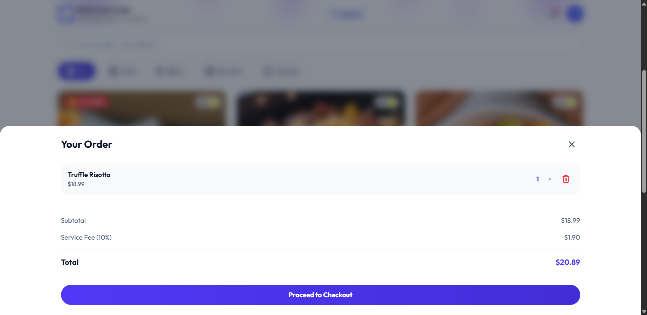 Your Order
Truffle Risotto
$18.99
1 +
Subtotal
$18.99
Service Fee (10%)
$1.90
Total
$20.89
Proceed to Checkout